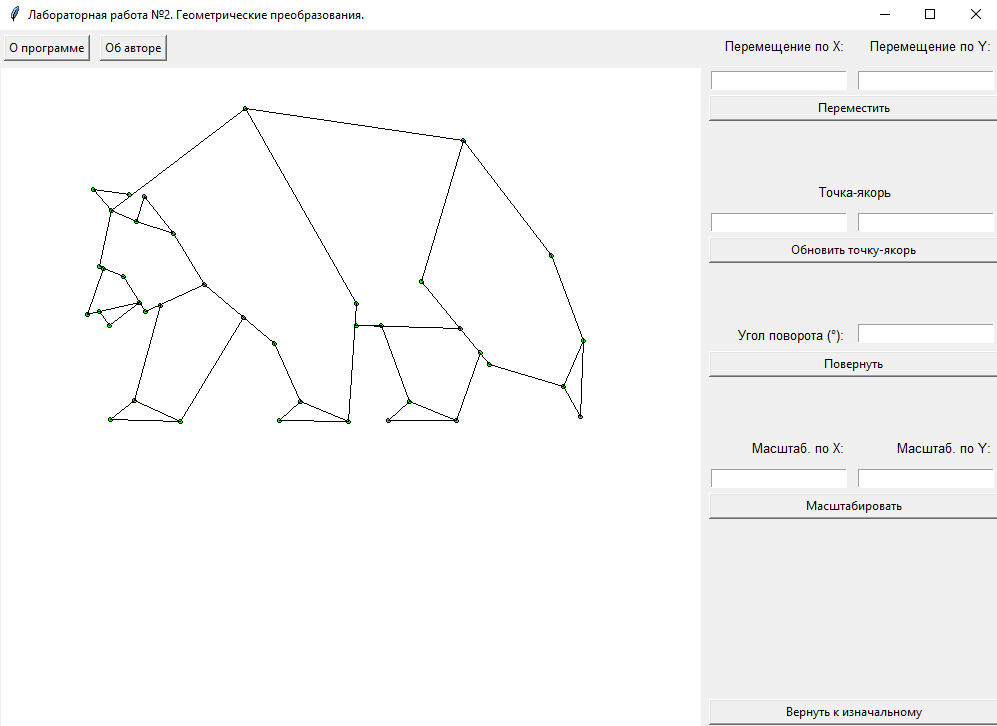 Лабораторная работа №2. Геометрические преобразования.
О программе Об авторе
Перемещение по X: Перемещение по Y:
Переместить
Точка-якорь
Обновить точку-якорь
Угол поворота (°):
Повернуть
Масштаб. по X: Масштаб. по Y:
Масштабировать
Вернуть к изначальному